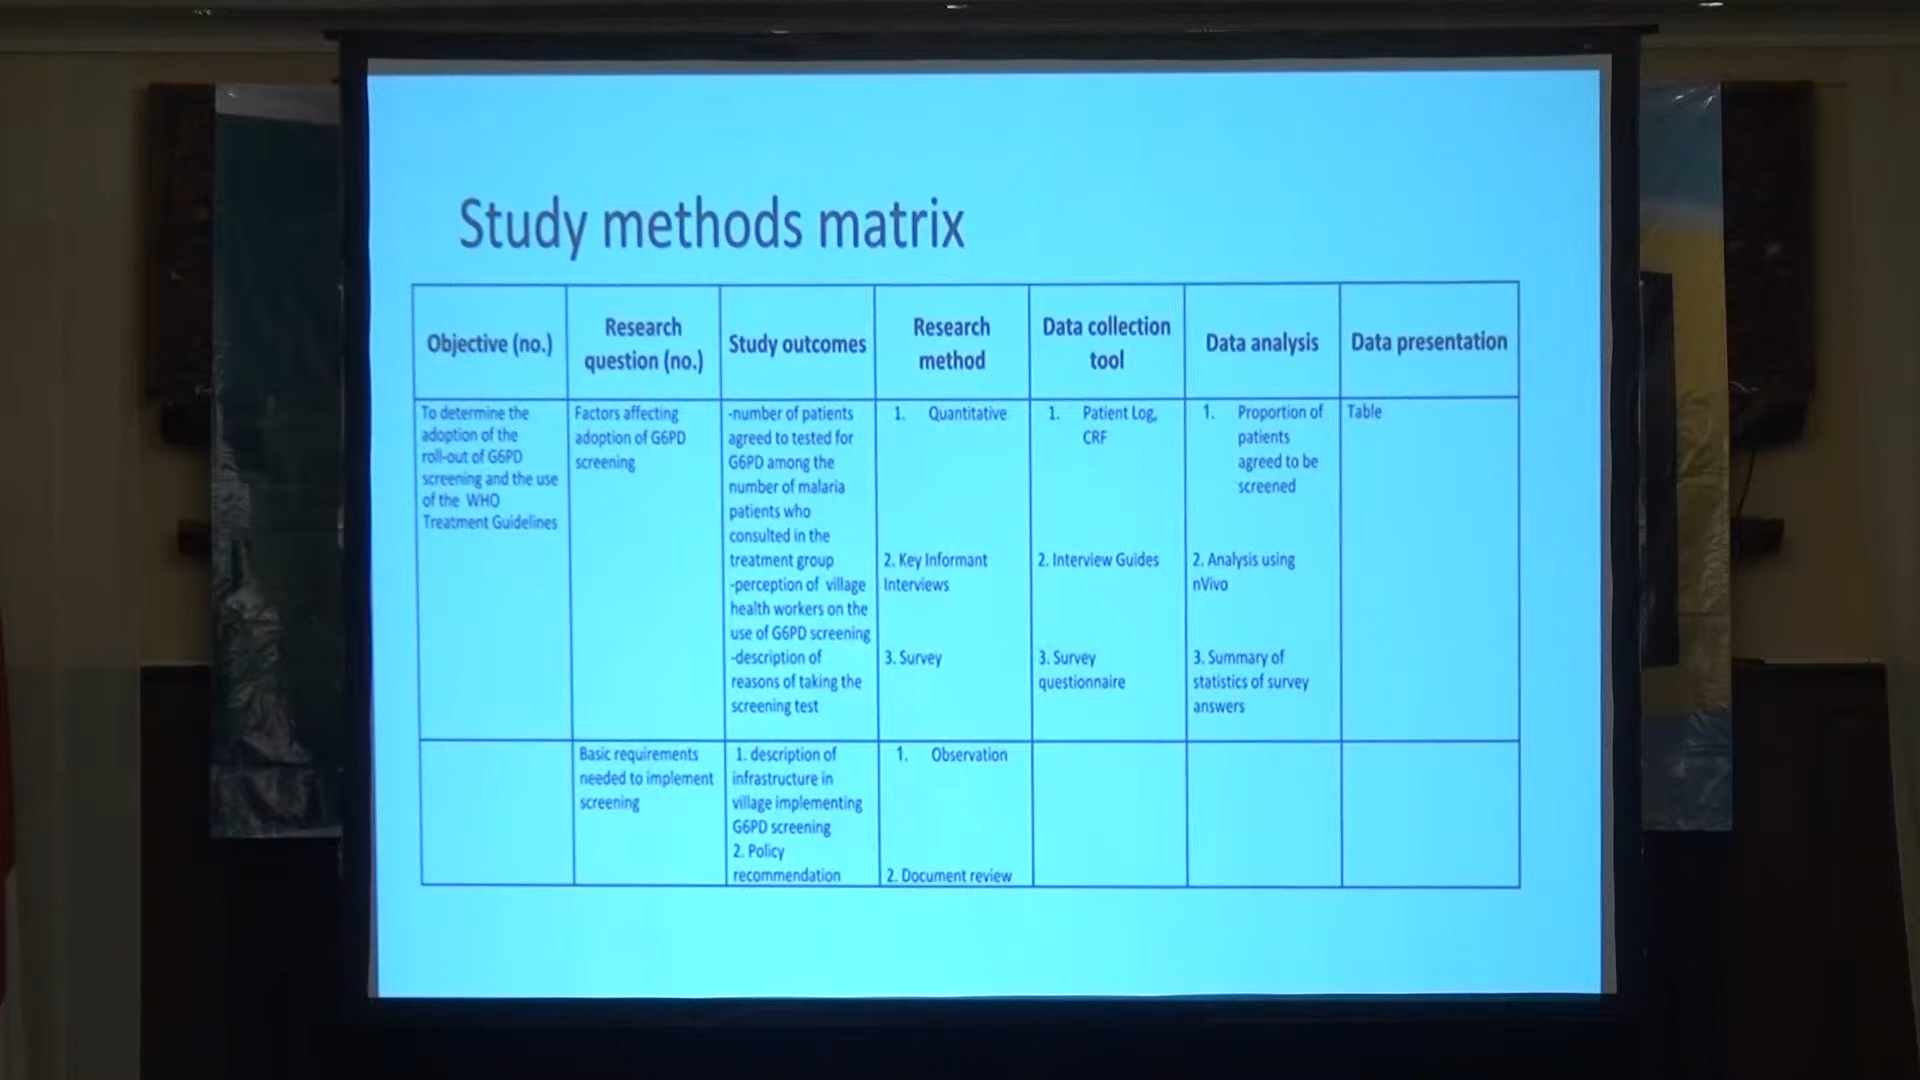 Study methods matrix
Objective (no.)
Research
question (no.)
Study outcomes
Research
method
Data collection
tool
Data analysis
Data presentation
To determine the
adoption of the
roll-out of G6PD
screening and the use
of the WHO
Treatment Guidelines
Factors affecting
adoption of G6PD
screening
-number of patients
agreed to tested for
G6PD among the
number of malaria
patients who
consulted in the
treatment group
-perception of village
health workers on the
use of G6PD screening
-description of
reasons of taking the
screening test
1. Quantitative
2. Key Informant
Interviews
3. Survey
1. Patient Log,
CRF
2. Interview Guides
3. Survey
questionnaire
1. Proportion of
patients
agreed to be
screened
2. Analysis using
nVivo
3. Summary of
statistics of survey
answers
Table
Basic requirements
needed to implement
screening
1. description of
infrastructure in
village implementing
G6PD screening
2. Policy
recommendation
1. Observation
2. Document review